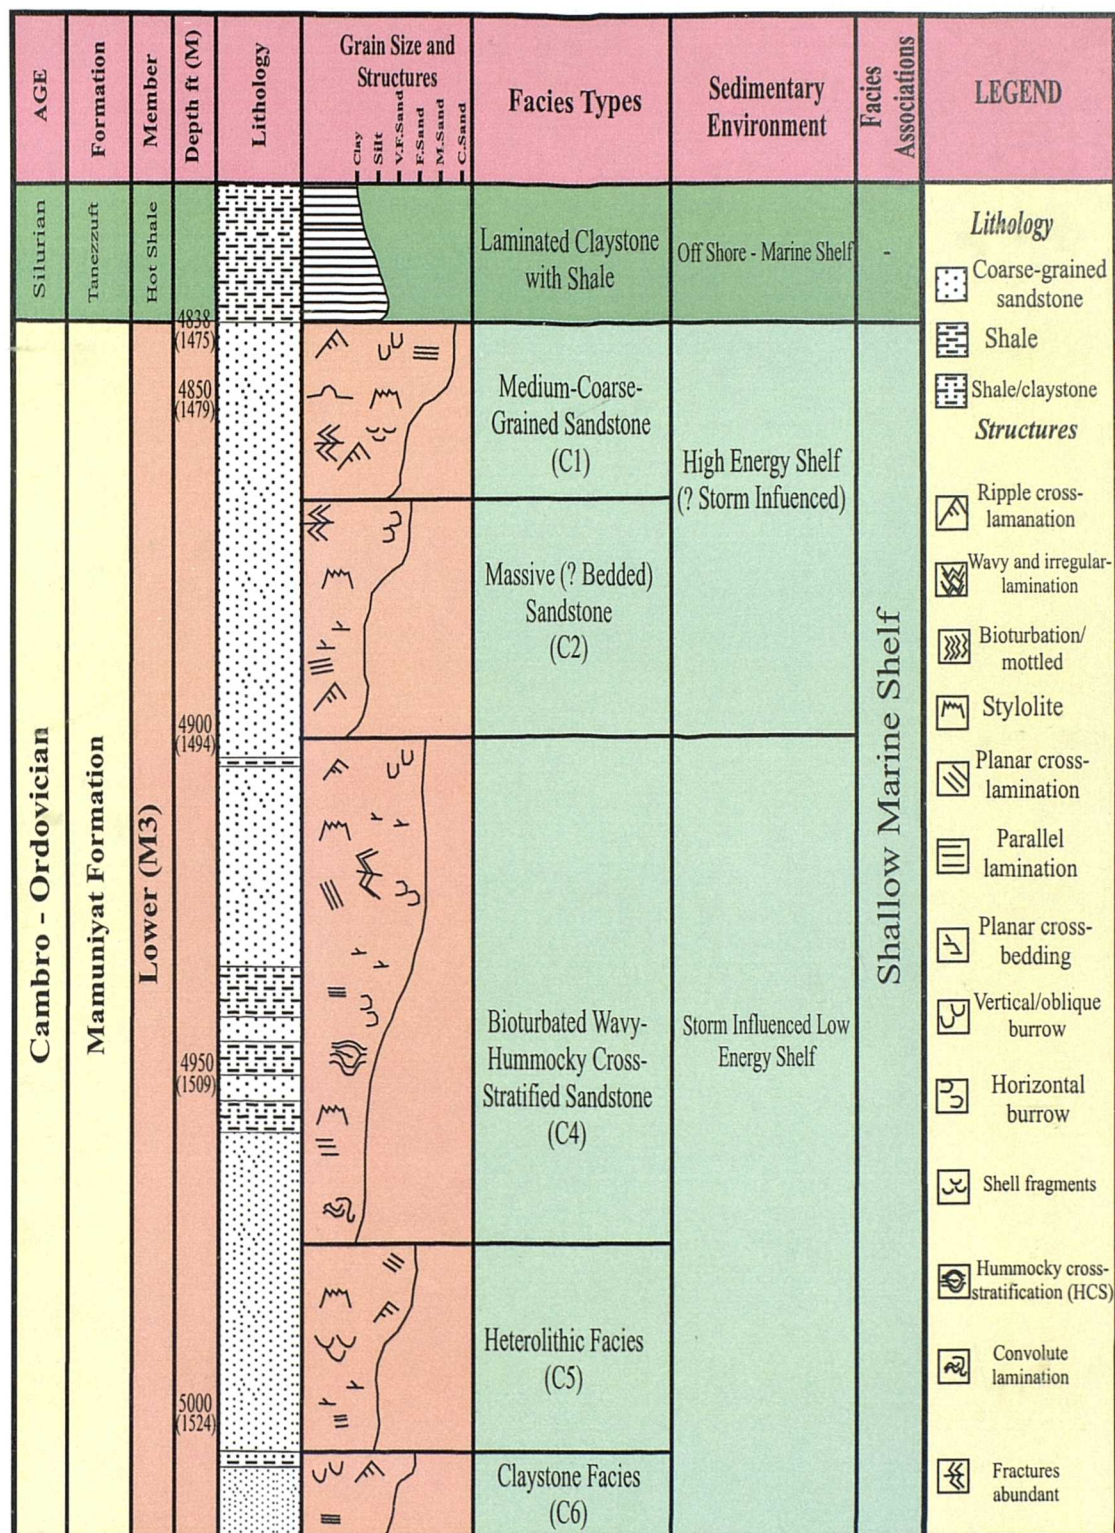 AGE
Formation
Member
Depth ft (M)
Lithology
Grain Size and
Structures
Clay
Silt
V.F.Sand
F.Sand
M.Sand
C.Sand
Facies Types
Sedimentary
Environment
Facies
Associations
LEGEND
Silurian
Tanezzuft
Hot Shale
Laminated Claystone
with Shale
Off Shore - Marine Shelf
-
4838
(1475)
4850
(1479)
4900
(1494)
4950
(1509)
5000
(1524)
Cambro - Ordovician
Mamuniyat Formation
Lower (M3)
Medium-Coarse-
Grained Sandstone
(C1)
Massive (? Bedded)
Sandstone
(C2)
Bioturbated Wavy-
Hummocky Cross-
Stratified Sandstone
(C4)
Heterolithic Facies
(C5)
Claystone Facies
(C6)
High Energy Shelf
(? Storm Infuenced)
Storm Influenced Low
Energy Shelf
Shallow Marine Shelf
Lithology
Coarse-grained
sandstone
Shale
Shale/claystone
Structures
Ripple cross-
lamanation
Wavy and irregular-
lamination
Bioturbation/
mottled
Stylolite
Planar cross-
lamination
Parallel
lamination
Planar cross-
bedding
Vertical/oblique
burrow
Horizontal
burrow
Shell fragments
Hummocky cross-
stratification (HCS)
Convolute
lamination
Fractures
abundant